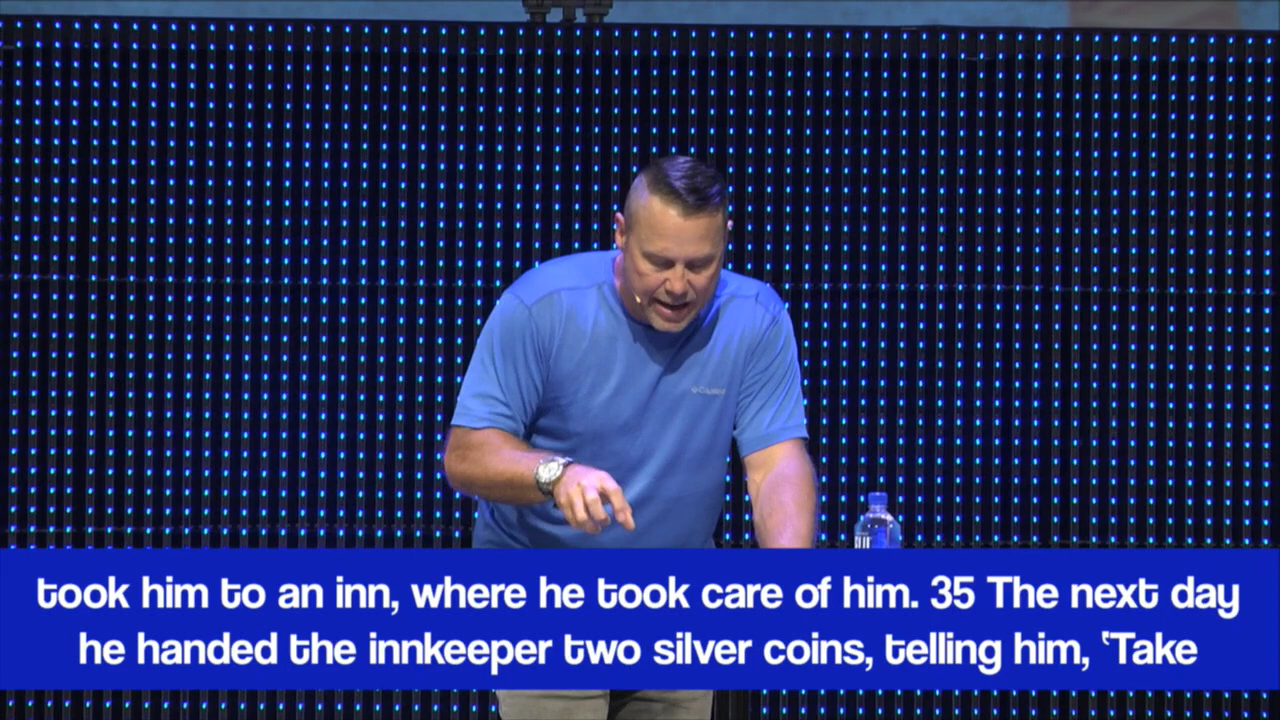 took him to an inn, where he took care of him. 35 The next day
he handed the innkeeper two silver coins, telling him, ‘Take